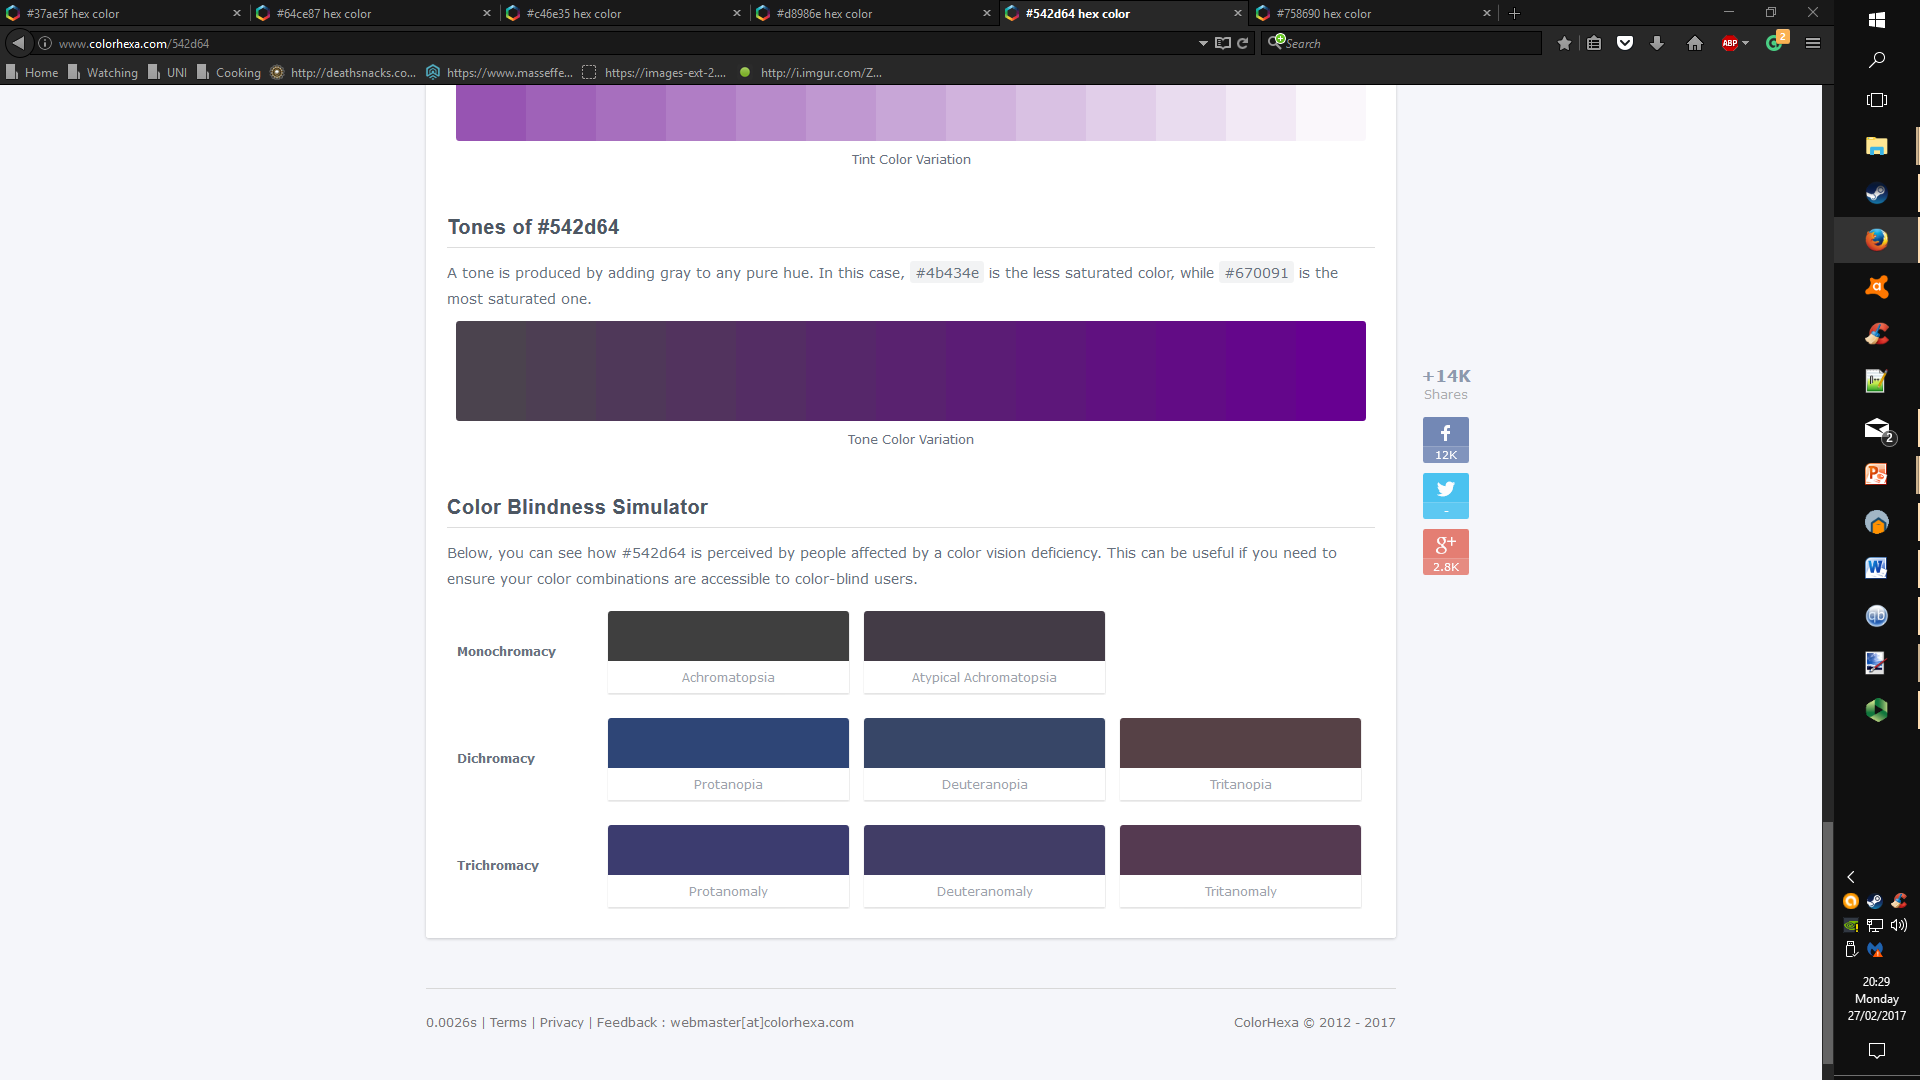 #37ae5f hex color
#64ce87 hex color
#c46e35 hex color
#d8986e hex color
#542d64 hex color
#758690 hex color
www.colorhexa.com/542d64
Search
ABP
2
Home
Watching
UNI
Cooking
http://deathsnacks.co...
https://www.masseffe...
https://images-ext-2....
http://i.imgur.com/Z...
Tint Color Variation
Tones of #542d64
A tone is produced by adding gray to any pure hue. In this case, #4b434e is the less saturated color, while #670091 is the
most saturated one.
Tone Color Variation
+14K
Shares
12K
-
g+
2.8K
Color Blindness Simulator
Below, you can see how #542d64 is perceived by people affected by a color vision deficiency. This can be useful if you need to
ensure your color combinations are accessible to color-blind users.
Monochromacy
Achromatopsia
Atypical Achromatopsia
Dichromacy
Protanopia
Deuteranopia
Tritanopia
Trichromacy
Protanomaly
Deuteranomaly
Tritanomaly
0.0026s | Terms | Privacy | Feedback : webmaster[at]colorhexa.com
ColorHexa © 2012 - 2017
2
20:29
Monday
27/02/2017